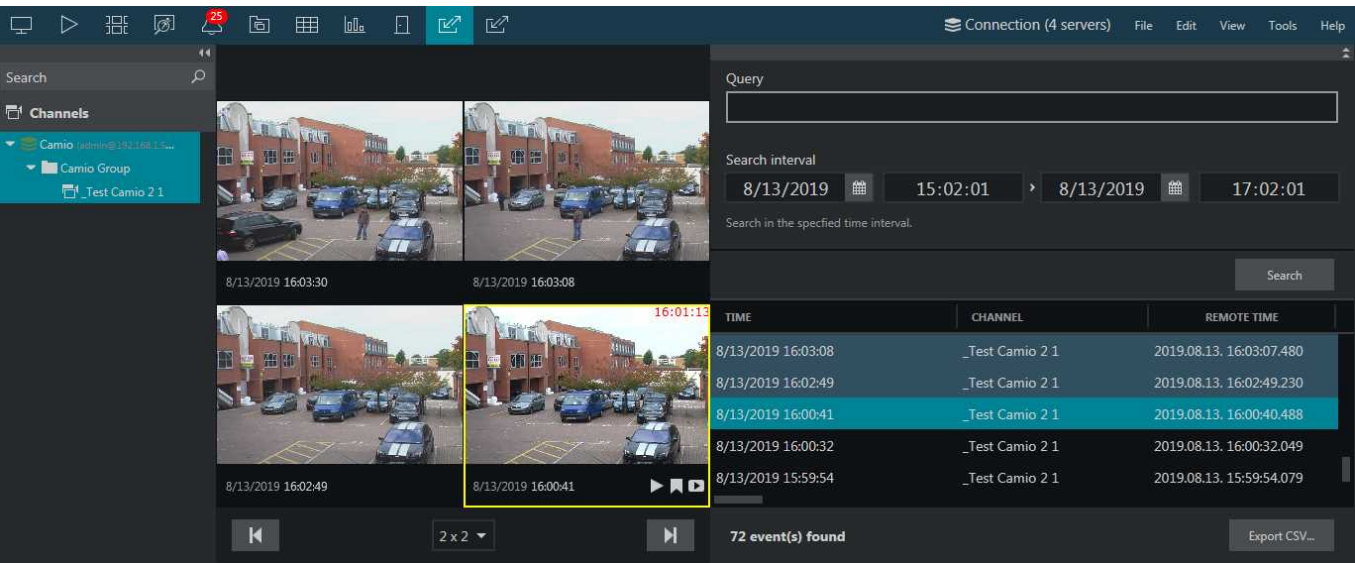 25
Connection (4 servers) File Edit View Tools Help
Search
Channels
Camio
Camio Group
_Test Camio 2 1
8/13/2019 16:03:30
8/13/2019 16:03:08
16:01:13
8/13/2019 16:02:49
8/13/2019 16:00:41
2 x 2
Query
Search interval
8/13/2019 15:02:01 8/13/2019 17:02:01
Search in the specfied time interval.
Search
TIME CHANNEL REMOTE TIME
8/13/2019 16:03:08 _Test Camio 2 1 2019.08.13. 16:03:07.480
8/13/2019 16:02:49 _Test Camio 2 1 2019.08.13. 16:02:49.230
8/13/2019 16:00:41 _Test Camio 2 1 2019.08.13. 16:00:40.488
8/13/2019 16:00:32 _Test Camio 2 1 2019.08.13. 16:00:32.049
8/13/2019 15:59:54 _Test Camio 2 1 2019.08.13. 15:59:54.079
72 event(s) found
Export CSV...